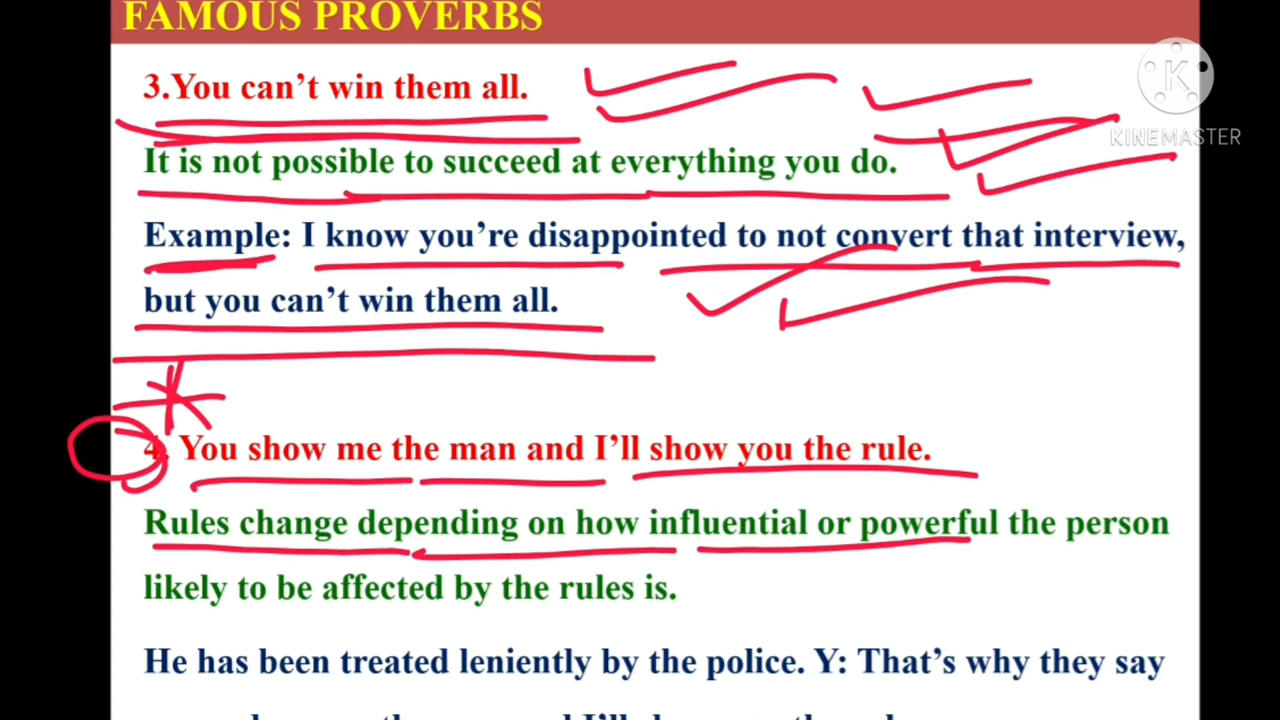 FAMOUS PROVERBS
3.You can't win them all.
KINEMASTER
It is not possible to succeed at everything you do.
Example: I know you're disappointed to not convert that interview,
but you can't win them all.
4. You show me the man and I'll show you the rule.
Rules change depending on how influential or powerful the person
likely to be affected by the rules is.
He has been treated leniently by the police. Y: That's why they say